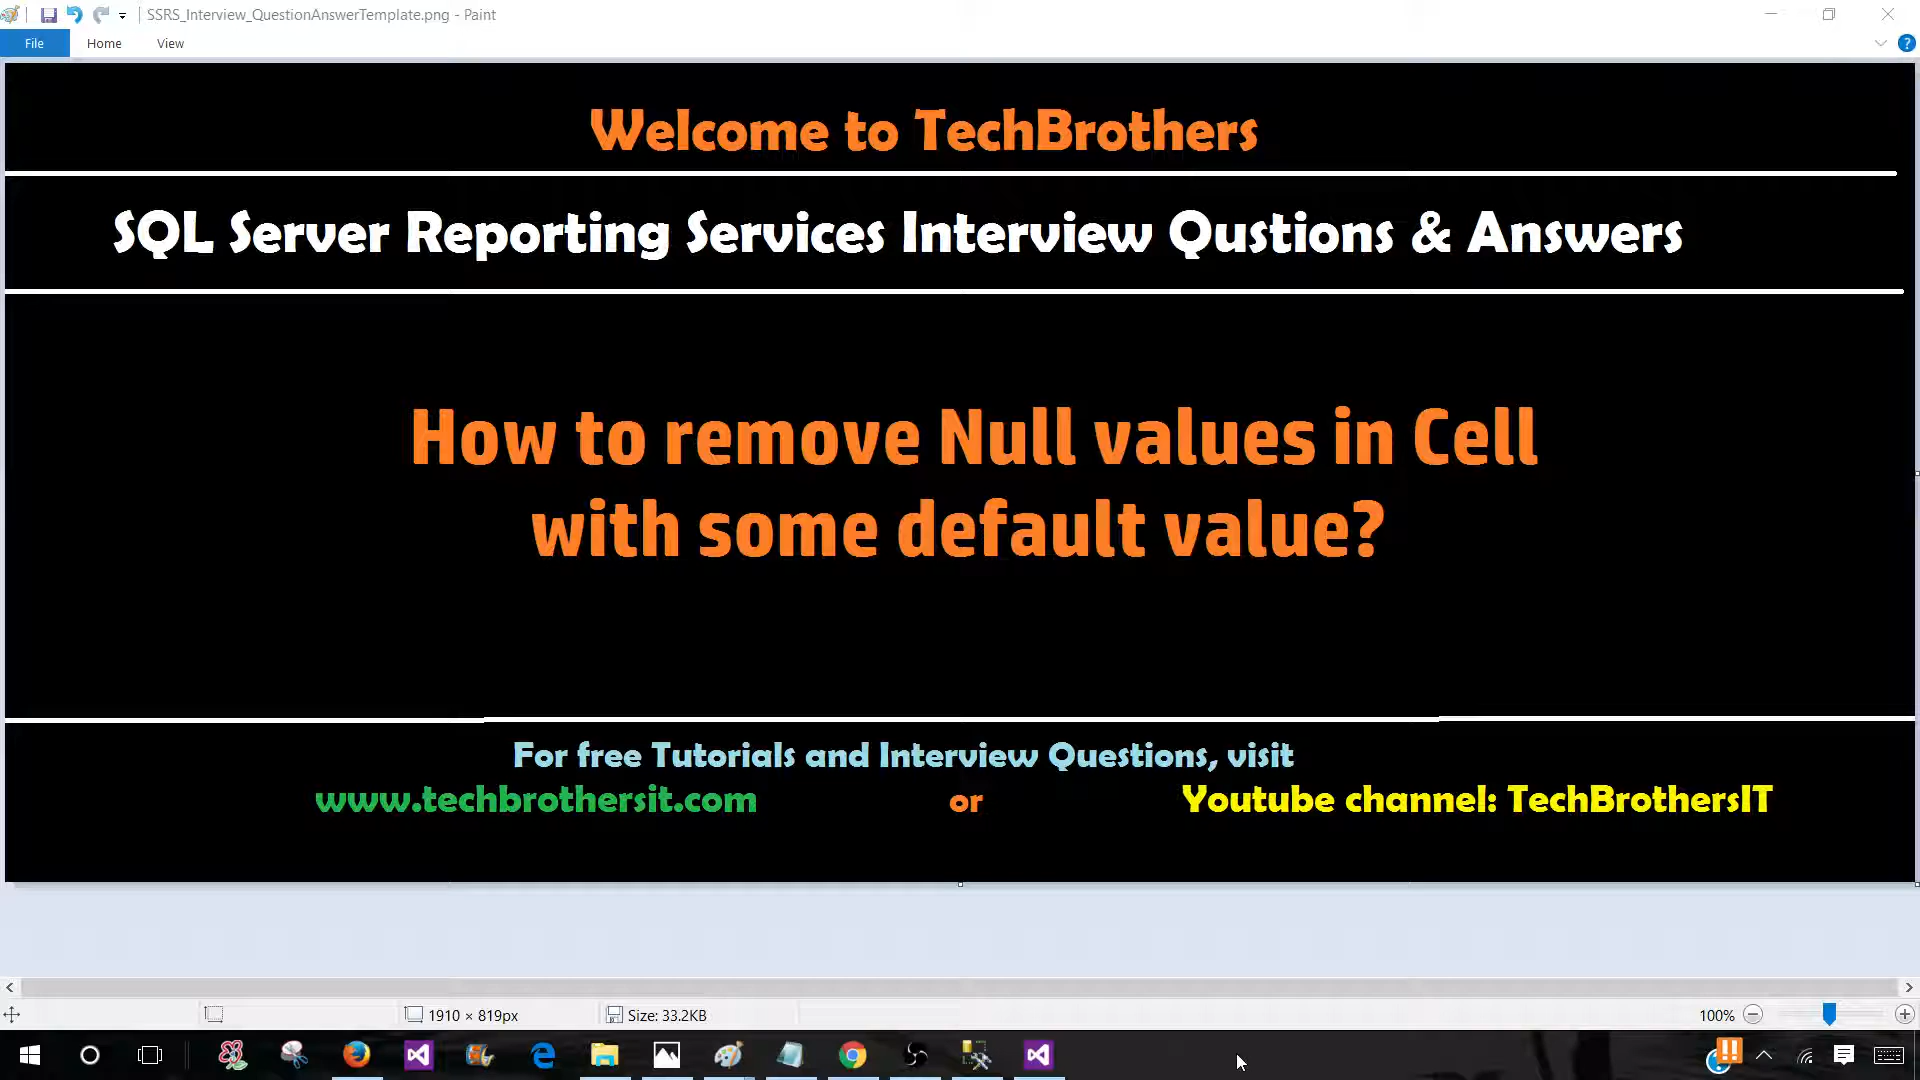 SSRS_Interview_QuestionAnswerTemplate.png - Paint
File Home View
Welcome to TechBrothers
SQL Server Reporting Services Interview Qustions & Answers
How to remove Null values in Cell
with some default value?
For free Tutorials and Interview Questions, visit
www.techbrothersit.com or Youtube channel: TechBrothersIT
1910 × 819px Size: 33.2KB 100%